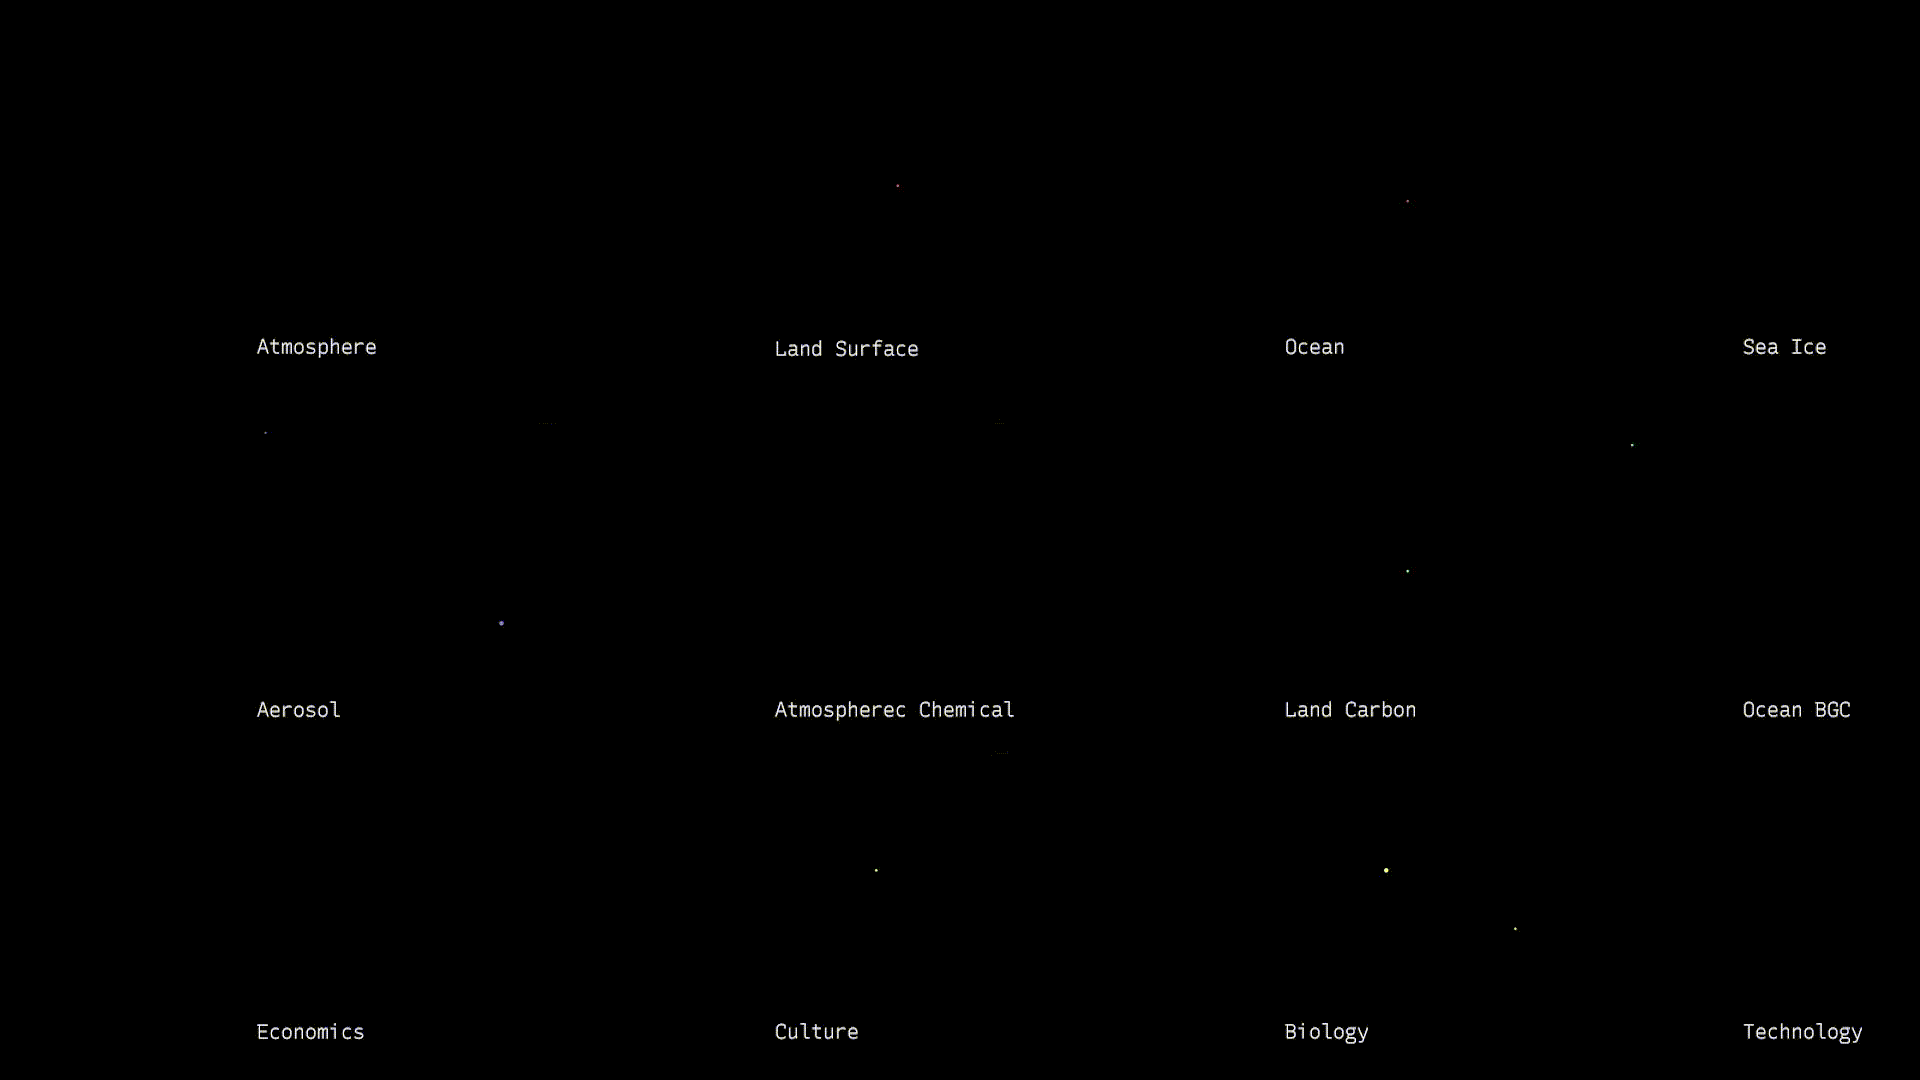 Atmosphere
Land Surface
Ocean
Sea Ice
Aerosol
Atmospherec Chemical
Land Carbon
Ocean BGC
Economics
Culture
Biology
Technology